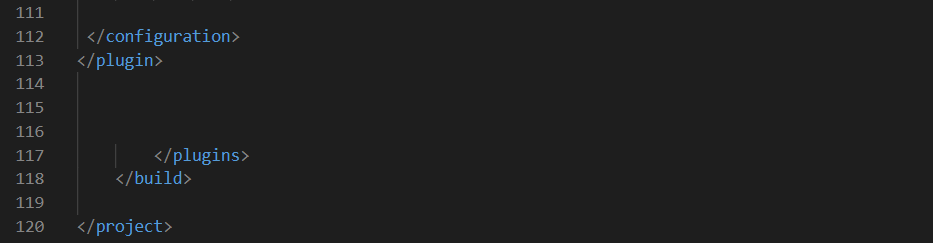 111
112 </configuration>
113 </plugin>
114
115
116
117 </plugins>
118 </build>
119
120 </project>